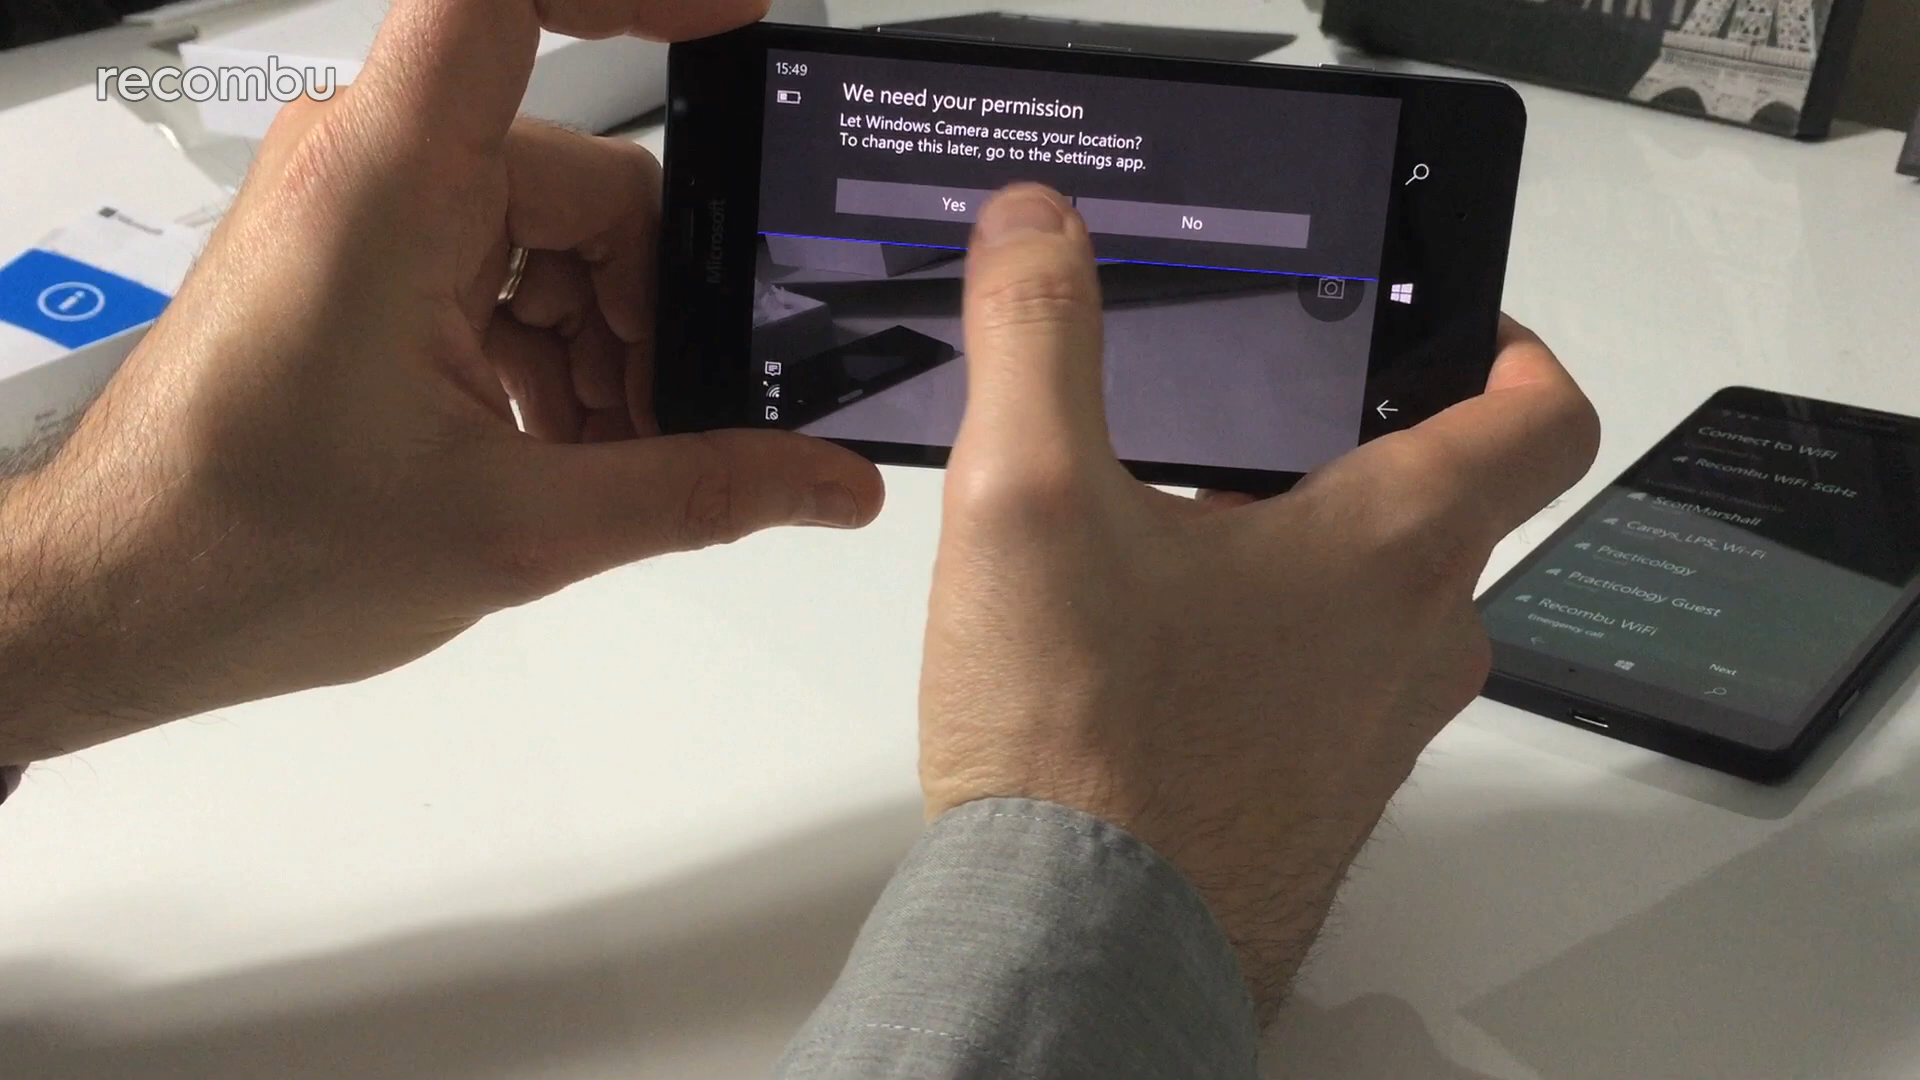 recombu
15:49
We need your permission
Let Windows Camera access your location?
To change this later, go to the Settings app.
Yes
No
Microsoft
Connect to WiFi
Recombu WiFi 5GHz
ScottMarshall
Careys_LPS_Wi-Fi
Practicology
Practicology Guest
Recombu WiFi
Emergency call
Next